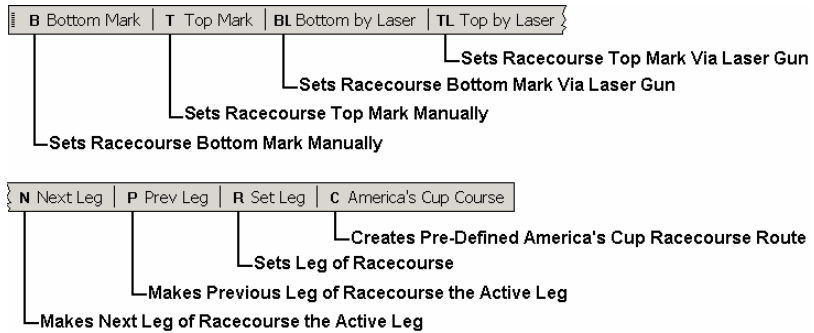 B Bottom Mark T Top Mark BL Bottom by Laser TL Top by Laser
Sets Racecourse Top Mark Via Laser Gun
Sets Racecourse Bottom Mark Via Laser Gun
Sets Racecourse Top Mark Manually
Sets Racecourse Bottom Mark Manually
N Next Leg P Prev Leg R Set Leg C America's Cup Course
Creates Pre-Defined America's Cup Racecourse Route
Sets Leg of Racecourse
Makes Previous Leg of Racecourse the Active Leg
Makes Next Leg of Racecourse the Active Leg